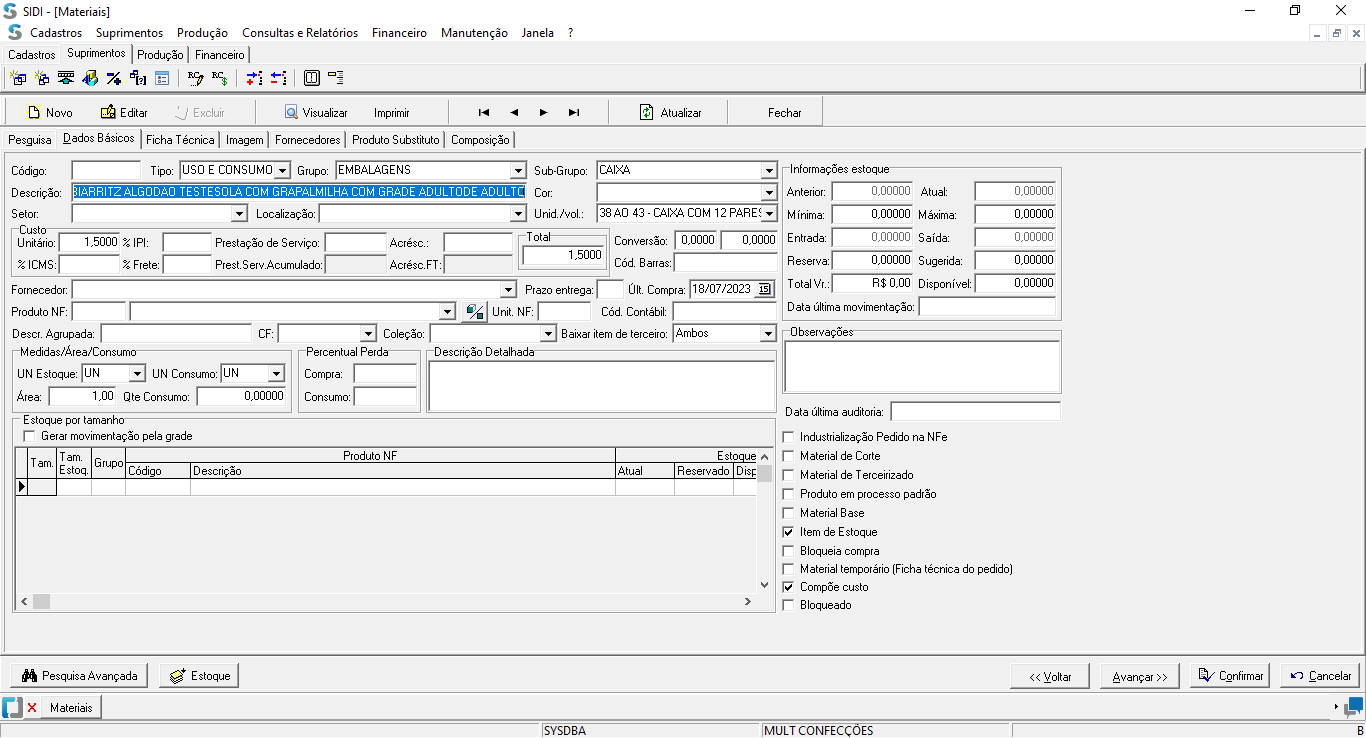 SIDI - [Materiais]
Cadastros Suprimentos Produção Consultas e Relatórios Financeiro Manutenção Janela ?
Cadastros Suprimentos Produção Financeiro
Novo Editar Excluir Visualizar Imprimir Atualizar Fechar
Pesquisa Dados Básicos Ficha Técnica Imagem Fornecedores Produto Substituto Composição
Código: Tipo: USO E CONSUMO Grupo: EMBALAGENS Sub-Grupo: CAIXA
Descrição: BIARRITZ ALGODAO TESTESOLA COM GRAPALMILHA COM GRADE ADULTODE ADULTO Cor:
Setor: Localização: Unid./vol.: 38 AO 43 - CAIXA COM 12 PARES
Custo
Unitário: 1,5000 % IPI: Prestação de Serviço: Acrésc.: Total 1,5000 Conversão: 0,0000 0,0000
% ICMS: % Frete: Prest.Serv.Acumulado: Acrésc.FT: Cód. Barras:
Fornecedor: Prazo entrega: Últ. Compra: 18/07/2023 15
Produto NF: Unit. NF: Cód. Contábil:
Descr. Agrupada: CF: Coleção: Baixar item de terceiro: Ambos
Medidas/Área/Consumo
UN Estoque: UN UN Consumo: UN
Área: 1,00 Qte Consumo: 0,00000
Percentual Perda
Compra:
Consumo:
Descrição Detalhada
Estoque por tamanho
Gerar movimentação pela grade
Tam. Tam. Estoq. Grupo Produto NF Estoque
Código Descrição Atual Reservado Disp
Informações estoque
Anterior: 0,00000 Atual: 0,00000
Mínima: 0,00000 Máxima: 0,00000
Entrada: 0,00000 Saída: 0,00000
Reserva: 0,00000 Sugerida: 0,00000
Total Vr.: R$ 0,00 Disponível: 0,00000
Data última movimentação:
Observações
Data última auditoria:
Industrialização Pedido na NFe
Material de Corte
Material de Terceirizado
Produto em processo padrão
Material Base
Item de Estoque
Bloqueia compra
Material temporário (Ficha técnica do pedido)
Compõe custo
Bloqueado
Pesquisa Avançada Estoque << Voltar Avançar >> Confirmar Cancelar
Materiais
SYSDBA MULT CONFECÇÕES B